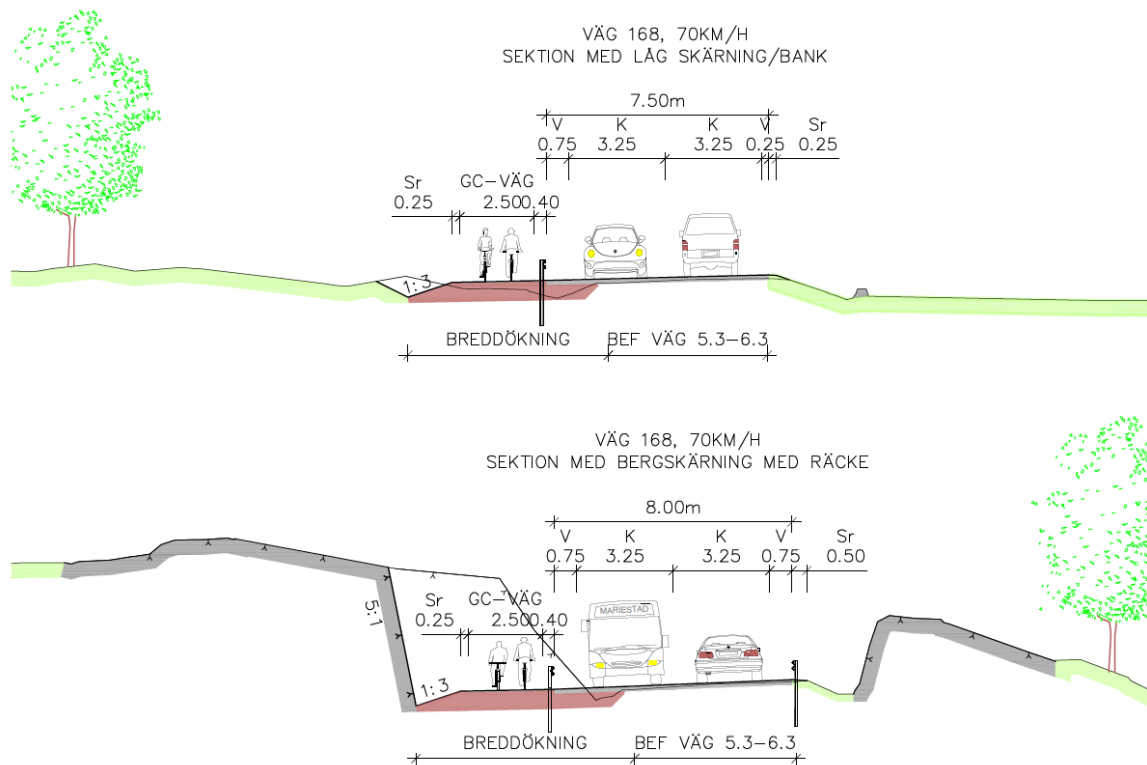 VÄG 168, 70KM/H
SEKTION MED LÅG SKÄRNING/BANK
7.50m
V K K V Sr
0.75 3.25 3.25 0.25 0.25
Sr GC-VÄG
0.25 2.50 0.40
1:3
BREDDÖKNING BEF VÄG 5.3-6.3
VÄG 168, 70KM/H
SEKTION MED BERGSKÄRNING MED RÄCKE
8.00m
V K K V Sr
0.75 3.25 3.25 0.75 0.50
5:1
Sr GC-VÄG
0.25 2.50 0.40
MARIESTAD
1:3
BREDDÖKNING BEF VÄG 5.3-6.3